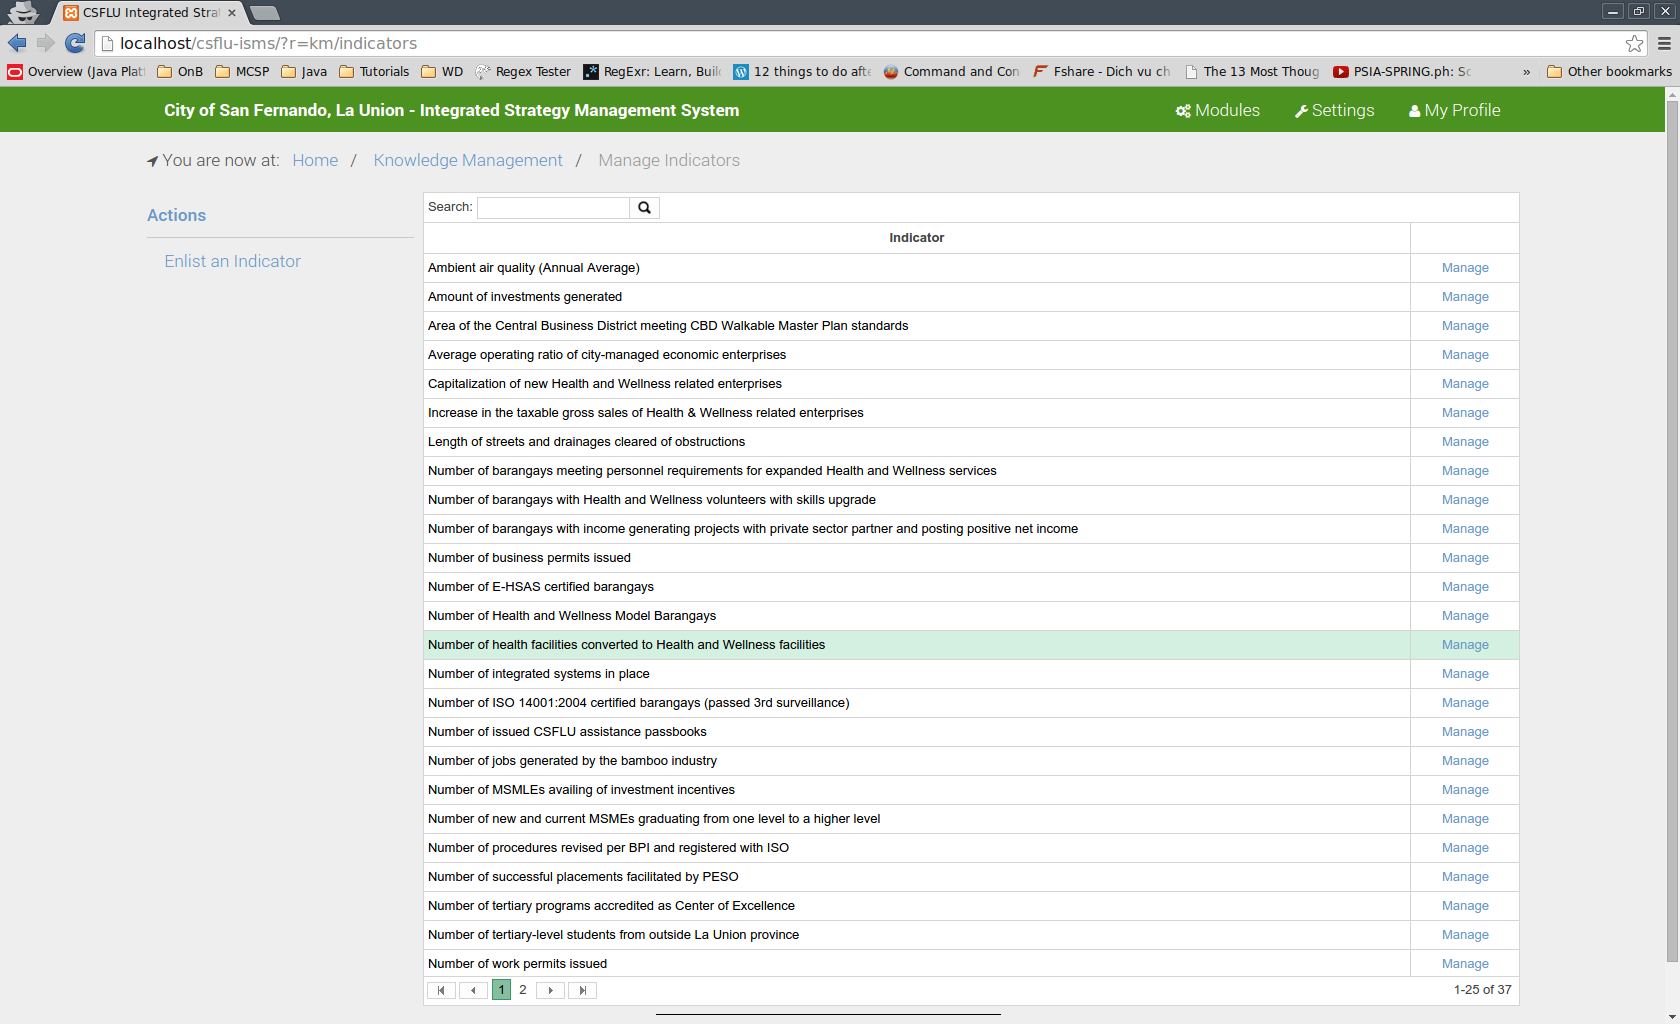 CSFLU Integrated Stra
localhost/csflu-isms/?r=km/indicators
Overview (Java Plat OnB MCSP Java Tutorials WD Regex Tester RegExr: Learn, Buil 12 things to do afte Command and Con Fshare - Dich vu ch The 13 Most Thoug PSIA-SPRING.ph: Sc » Other bookmarks
City of San Fernando, La Union - Integrated Strategy Management System Modules Settings My Profile
You are now at: Home / Knowledge Management / Manage Indicators
Actions
Enlist an Indicator
Search:
Indicator
Ambient air quality (Annual Average) Manage
Amount of investments generated Manage
Area of the Central Business District meeting CBD Walkable Master Plan standards Manage
Average operating ratio of city-managed economic enterprises Manage
Capitalization of new Health and Wellness related enterprises Manage
Increase in the taxable gross sales of Health & Wellness related enterprises Manage
Length of streets and drainages cleared of obstructions Manage
Number of barangays meeting personnel requirements for expanded Health and Wellness services Manage
Number of barangays with Health and Wellness volunteers with skills upgrade Manage
Number of barangays with income generating projects with private sector partner and posting positive net income Manage
Number of business permits issued Manage
Number of E-HSAS certified barangays Manage
Number of Health and Wellness Model Barangays Manage
Number of health facilities converted to Health and Wellness facilities Manage
Number of integrated systems in place Manage
Number of ISO 14001:2004 certified barangays (passed 3rd surveillance) Manage
Number of issued CSFLU assistance passbooks Manage
Number of jobs generated by the bamboo industry Manage
Number of MSMLEs availing of investment incentives Manage
Number of new and current MSMEs graduating from one level to a higher level Manage
Number of procedures revised per BPI and registered with ISO Manage
Number of successful placements facilitated by PESO Manage
Number of tertiary programs accredited as Center of Excellence Manage
Number of tertiary-level students from outside La Union province Manage
Number of work permits issued Manage
1 2 1-25 of 37